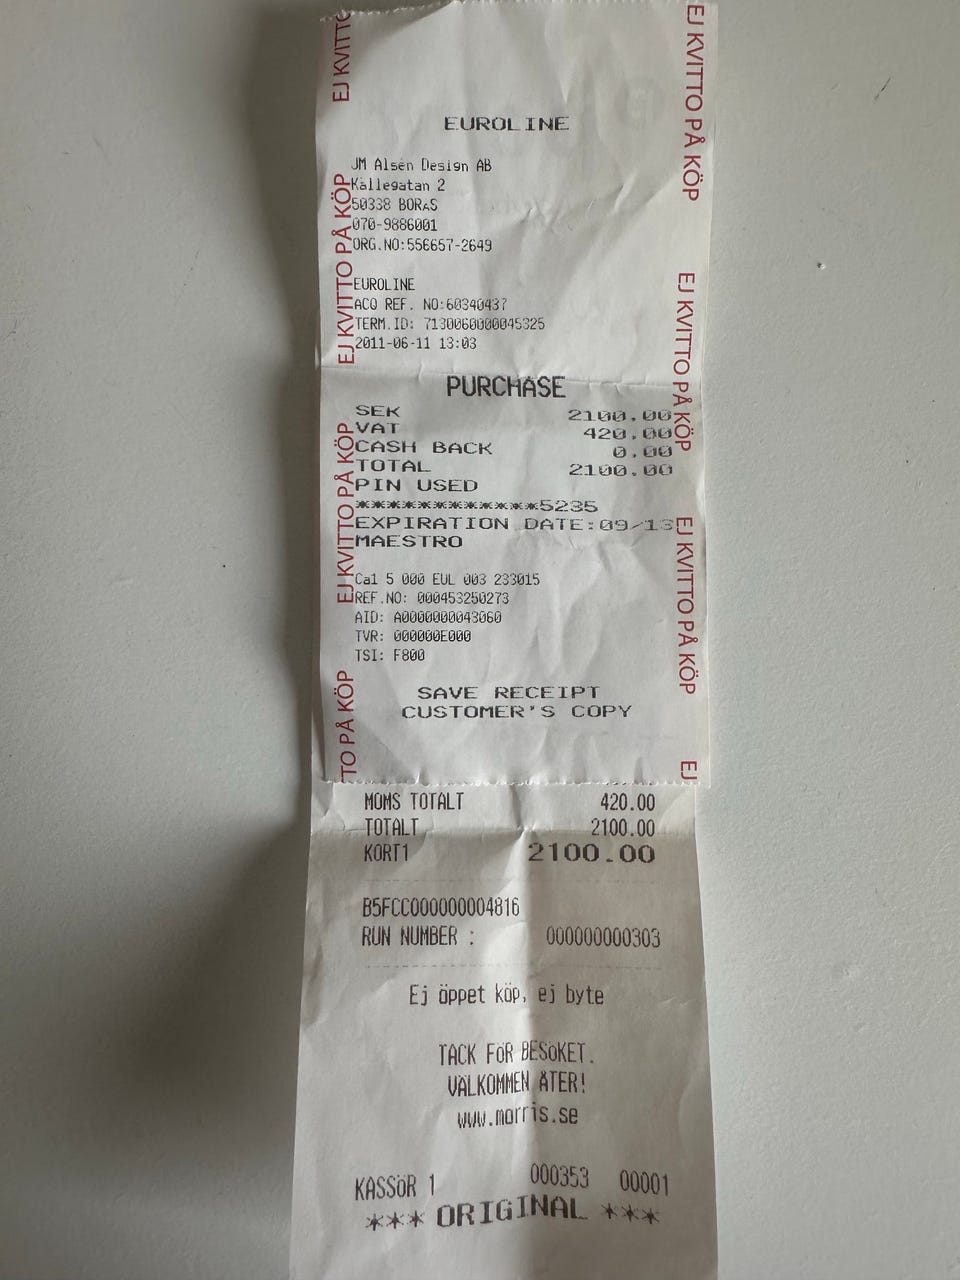 EJ KVITTO
EJ KVITTO PÅ KÖP
EUROLINE
JM Alsén Design AB
Kallegatan 2
50338 BORÅS
070-9886001
ORG.NO:556657-2649
EJ KVITTO PÅ KÖP
EJ KVITTO PÅ KÖP
EUROLINE
ACQ REF. NO:60340437
TERM.ID: 7130060000045325
2011-06-11 13:03
PURCHASE
SEK 2100.00
VAT 420.00
CASH BACK 0.00
TOTAL 2100.00
PIN USED
************5235
EXPIRATION DATE:09/13
MAESTRO
EJ KVITTO PÅ KÖP
EJ KVITTO PÅ KÖP
Ca1 5 000 EUL 003 233015
REF.NO: 000453250273
AID: A0000000043060
TVR: 000000E000
TSI: F800
SAVE RECEIPT
CUSTOMER'S COPY
TTO PÅ KÖP
EJ
MOMS TOTALT 420.00
TOTALT 2100.00
KORT1 2100.00
B5FCC000000004816
RUN NUMBER : 000000000303
Ej öppet köp, ej byte
TACK FÖR BESÖKET.
VÄLKOMMEN ÅTER!
www.morris.se
KASSÖR 1 000353 00001
*** ORIGINAL ***